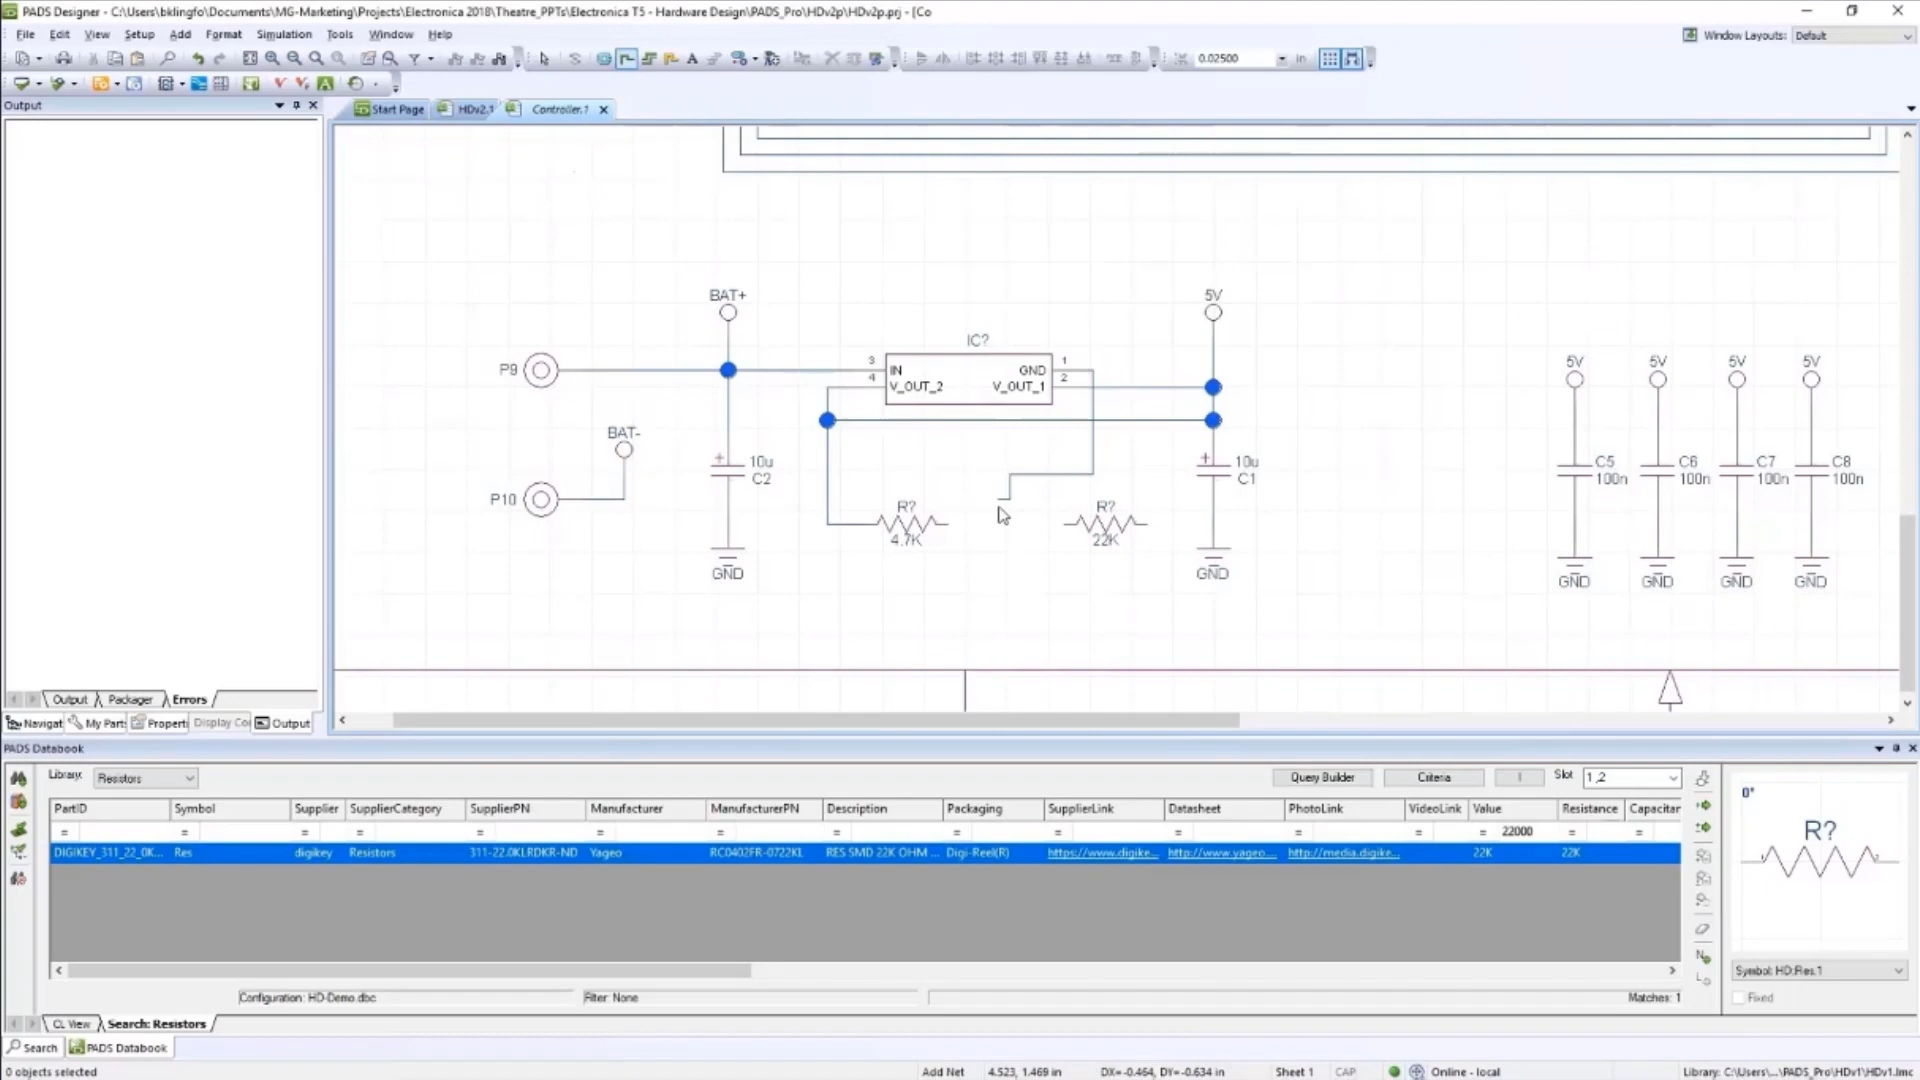 PADS Designer - C:\Users\bklingfo\Documents\MG-Marketing\Projects\Electronica 2018\Theatre_PPTs\Electronica T5 - Hardware Design\PADS_Pro\HDv2p\HDv2p.prj - [Co
File Edit View Setup Add Format Simulation Tools Window Help
Window Layouts: Default
0.02500 in
Output
Start Page HDv2.1 Controller.1
BAT+ 5V
IC?
P9 3 IN GND 1
4 V_OUT_2 V_OUT_1 2
5V 5V 5V 5V
BAT-
+ 10u C2
+ 10u C1
C5 100n
C6 100n
C7 100n
C8 100n
P10
R? 4.7K
R? 22K
GND GND
GND GND GND GND
Output Packager Errors
Navigat My Part: Properti Display Co Output
PADS Databook
Library: Resistors Query Builder Criteria Slot 1 ,2
PartID Symbol Supplier SupplierCategory SupplierPN Manufacturer ManufacturerPN Description Packaging SupplierLink Datasheet PhotoLink VideoLink Value Resistance Capacitar
= = = = = = = = = = = = = = 22000 = =
DIGIKEY_311_22_0K... Res digikey Resistors 311-22.0KLRDKR-ND Yageo RC0402FR-0722KL RES SMD 22K OHM ... Digi-Reel(R) https://www.digike... http://www.yageo.... http://media.digike... 22K 22K
0°
R?
1 2
Symbol: HD:Res.1
Fixed
Configuration: HD-Demo.dbc Filter: None Matches: 1
CL View Search: Resistors
Search PADS Databook
0 objects selected Add Net 4.523, 1.469 in DX=-0.464, DY=-0.634 in Sheet 1 CAP Online - local Library: C:\Users\...\PADS_Pro\HDv1\HDv1.lmc